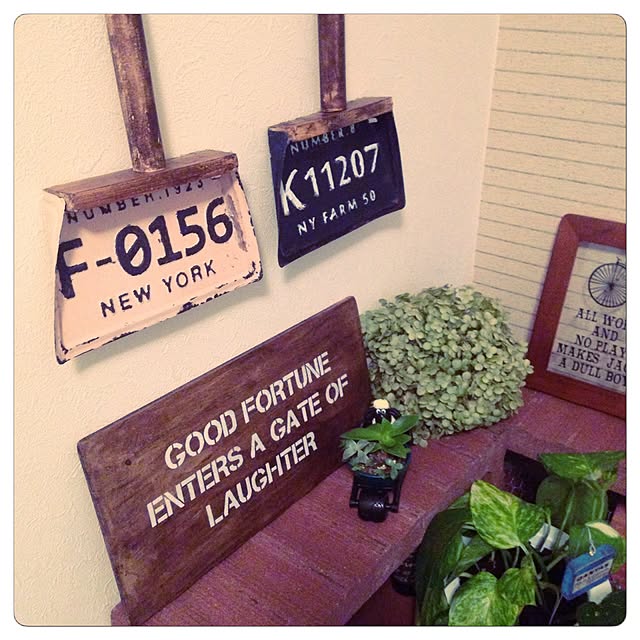 NUMBER.1923
F-0156
NEW YORK
NUMBER.8
K11207
NY FARM 50
GOOD FORTUNE
ENTERS A GATE OF
LAUGHTER
ALL WO
AND
NO PLAY
MAKES JA
A DULL BOY